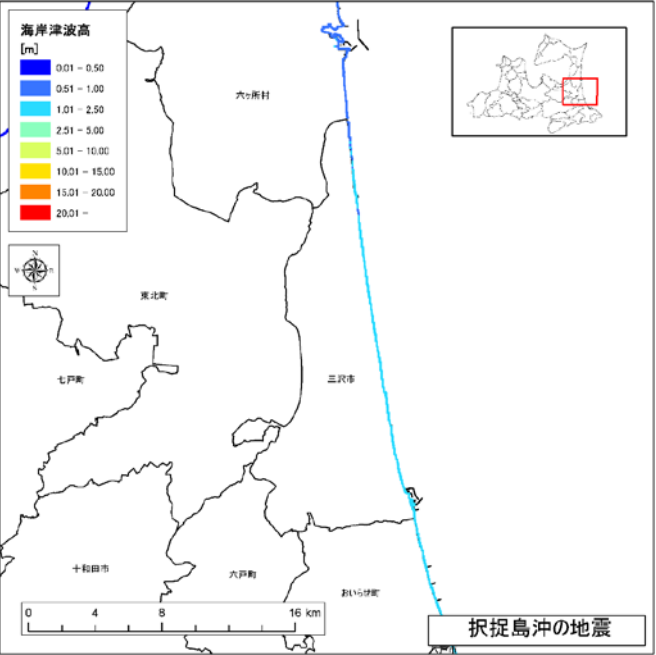 海岸津波高
[m]
0.01 - 0.50
0.51 - 1.00
1.01 - 2.50
2.51 - 5.00
5.01 - 10.00
10.01 - 15.00
15.01 - 20.00
20.01 -
六ヶ所村
N
S
東北町
七戸町
三沢市
十和田市
六戸町
おいらせ町
0 4 8 16 km
択捉島沖の地震